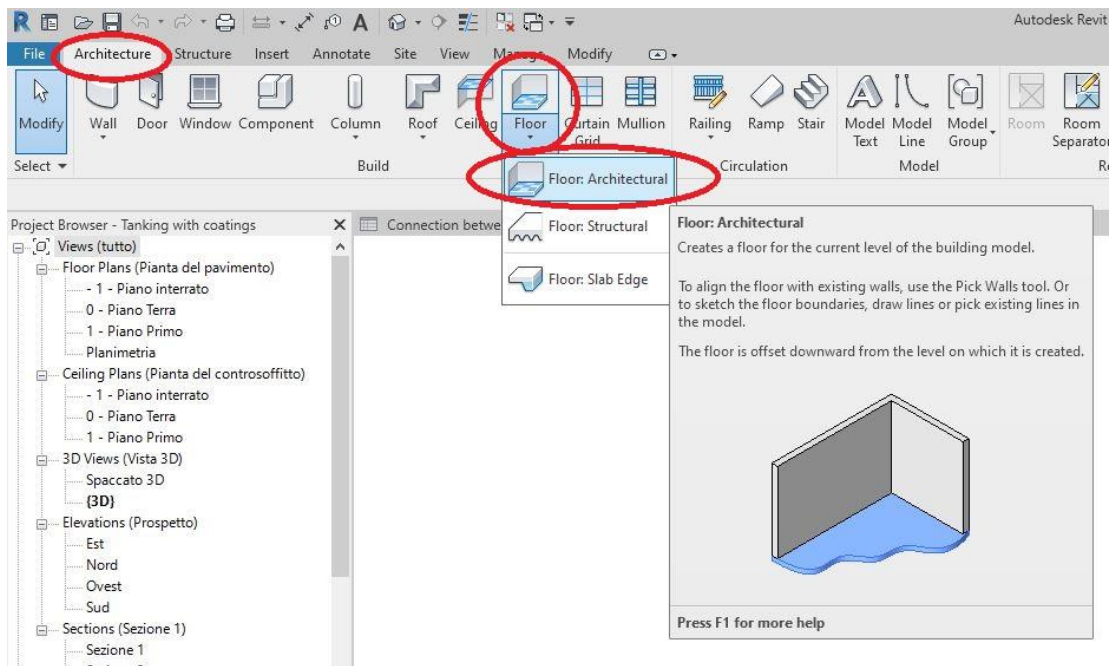 Autodesk Revit
File Architecture Structure Insert Annotate Site View Manage Modify
Modify Wall Door Window Component Column Roof Ceiling Floor Curtain Grid Mullion Railing Ramp Stair Model Text Model Line Model Group Room Room Separator
Select Build Circulation Model
Floor: Architectural
Floor: Structural
Floor: Slab Edge
Project Browser - Tanking with coatings
Connection betwe
Views (tutto)
Floor Plans (Pianta del pavimento)
- 1 - Piano interrato
0 - Piano Terra
1 - Piano Primo
Planimetria
Ceiling Plans (Pianta del controsoffitto)
- 1 - Piano interrato
0 - Piano Terra
1 - Piano Primo
3D Views (Vista 3D)
Spaccato 3D
{3D}
Elevations (Prospetto)
Est
Nord
Ovest
Sud
Sections (Sezione 1)
Sezione 1
Floor: Architectural
Creates a floor for the current level of the building model.
To align the floor with existing walls, use the Pick Walls tool. Or
to sketch the floor boundaries, draw lines or pick existing lines in
the model.
The floor is offset downward from the level on which it is created.
Press F1 for more help